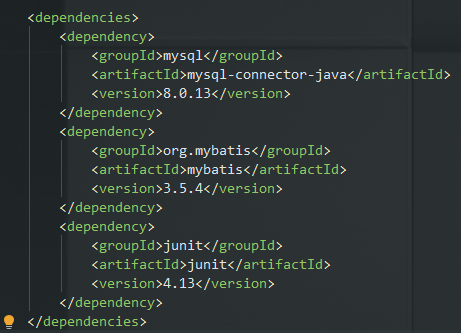 <dependencies>
<dependency>
<groupId>mysql</groupId>
<artifactId>mysql-connector-java</artifactId>
<version>8.0.13</version>
</dependency>
<dependency>
<groupId>org.mybatis</groupId>
<artifactId>mybatis</artifactId>
<version>3.5.4</version>
</dependency>
<dependency>
<groupId>junit</groupId>
<artifactId>junit</artifactId>
<version>4.13</version>
</dependency>
</dependencies>